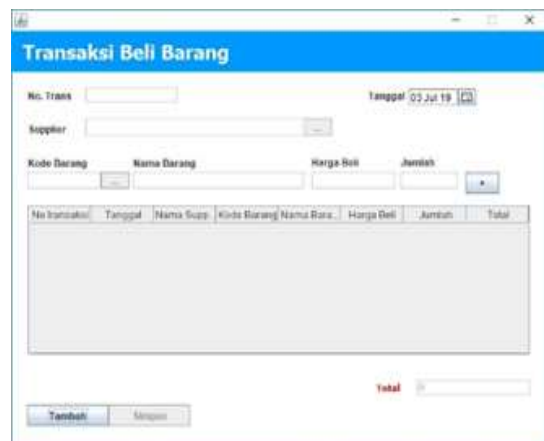 Transaksi Beli Barang
No. Trans
Tanggal 03 Jul 19
Supplier
...
Kode Barang Nama Barang Harga Beli Jumlah
...
No transaksi Tanggal Nama Supp... Kode Barang Nama Bara... Harga Beli Jumlah Total
Total
Tambah Simpan